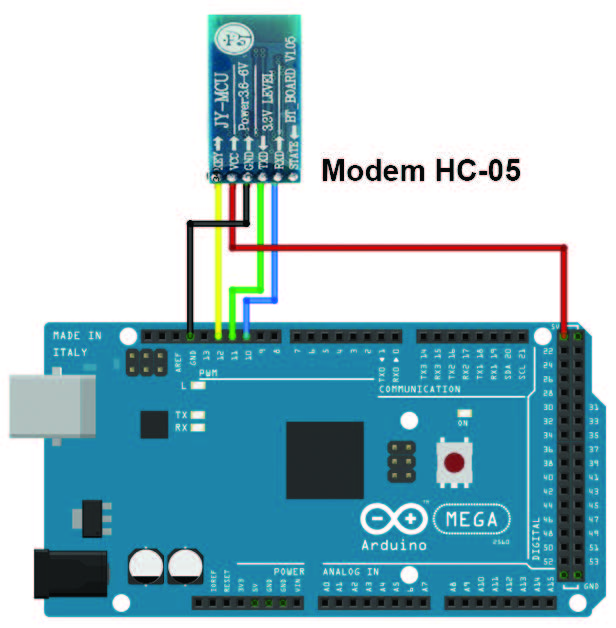 JY-MCU
Power:3.6--6V
3.3V LEVEL
BT_BOARD V1.05
KEY
VCC
GND
TXD
RXD
STATE
Modem HC-05
MADE IN
ITALY
AREF
GND
13
12
11
10
9
8
7
6
5
4
3
2
TX0 1
RX0 0
TX3 14
RX3 15
TX2 16
RX2 17
TX1 18
RX1 19
SDA 20
SCL 21
5V
PWM
COMMUNICATION
L
TX
RX
ON
22
24
26
28
30 31
32 33
34 35
36 37
38 39
40 41
42 43
44 45
46 47
48 49
50 51
52 53
GND
DIGITAL
Arduino
MEGA
2560
POWER
ANALOG IN
IOREF
RESET
3V3
5V
GND
GND
VIN
A0
A1
A2
A3
A4
A5
6
A7
A8
A9
A10
A11
A12
A13
A14
A15